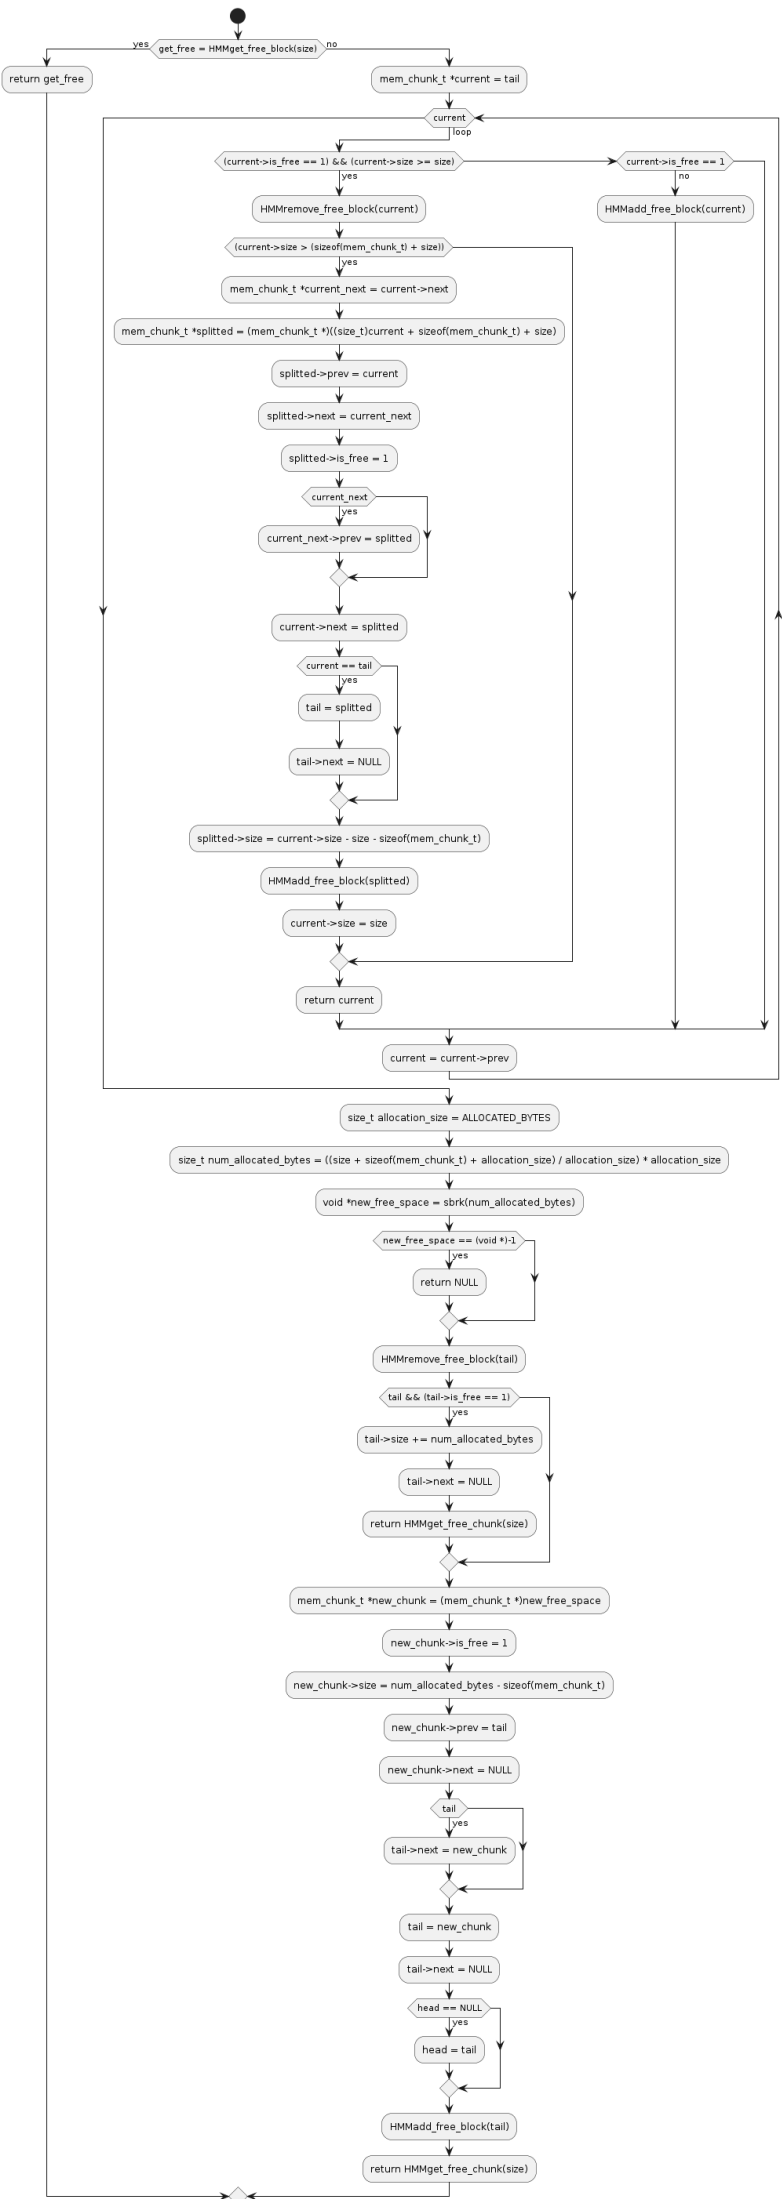 yes
get_free = HMMget_free_block(size)
no
return get_free
mem_chunk_t *current = tail
current
loop
(current->is_free == 1) && (current->size >= size)
yes
current->is_free == 1
no
HMMremove_free_block(current)
HMMadd_free_block(current)
(current->size > (sizeof(mem_chunk_t) + size))
yes
mem_chunk_t *current_next = current->next
mem_chunk_t *splitted = (mem_chunk_t *)((size_t)current + sizeof(mem_chunk_t) + size)
splitted->prev = current
splitted->next = current_next
splitted->is_free = 1
current_next
yes
current_next->prev = splitted
current->next = splitted
current == tail
yes
tail = splitted
tail->next = NULL
splitted->size = current->size - size - sizeof(mem_chunk_t)
HMMadd_free_block(splitted)
current->size = size
return current
current = current->prev
size_t allocation_size = ALLOCATED_BYTES
size_t num_allocated_bytes = ((size + sizeof(mem_chunk_t) + allocation_size) / allocation_size) * allocation_size
void *new_free_space = sbrk(num_allocated_bytes)
new_free_space == (void *)-1
yes
return NULL
HMMremove_free_block(tail)
tail && (tail->is_free == 1)
yes
tail->size += num_allocated_bytes
tail->next = NULL
return HMMget_free_chunk(size)
mem_chunk_t *new_chunk = (mem_chunk_t *)new_free_space
new_chunk->is_free = 1
new_chunk->size = num_allocated_bytes - sizeof(mem_chunk_t)
new_chunk->prev = tail
new_chunk->next = NULL
tail
yes
tail->next = new_chunk
tail = new_chunk
tail->next = NULL
head == NULL
yes
head = tail
HMMadd_free_block(tail)
return HMMget_free_chunk(size)